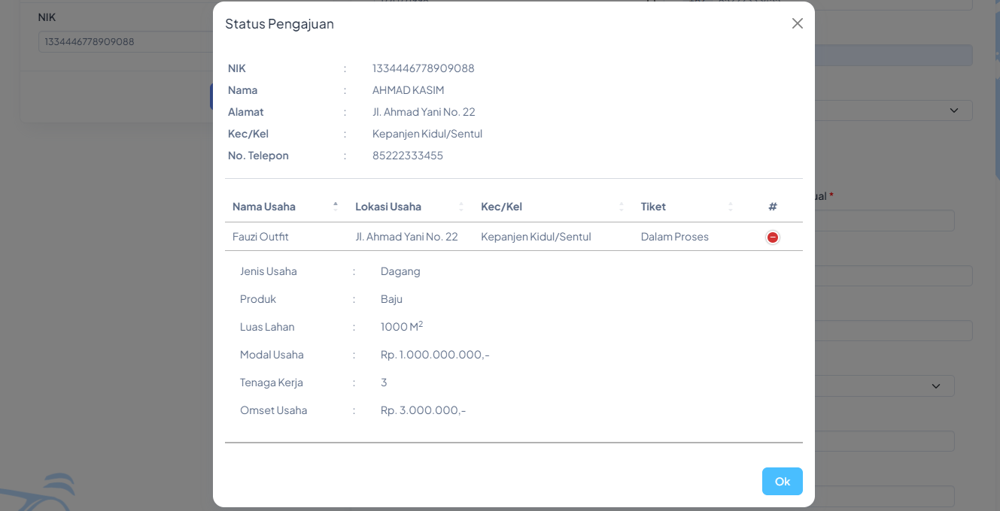 Status Pengajuan
NIK
1334446778909088
NIK : 1334446778909088
Nama : AHMAD KASIM
Alamat : Jl. Ahmad Yani No. 22
Kec/Kel : Kepanjen Kidul/Sentul
No. Telepon : 85222333455
ual *
Nama Usaha Lokasi Usaha Kec/Kel Tiket #
Fauzi Outfit Jl. Ahmad Yani No. 22 Kepanjen Kidul/Sentul Dalam Proses
Jenis Usaha : Dagang
Produk : Baju
Luas Lahan : 1000 M²
Modal Usaha : Rp. 1.000.000.000,-
Tenaga Kerja : 3
Omset Usaha : Rp. 3.000.000,-
Ok